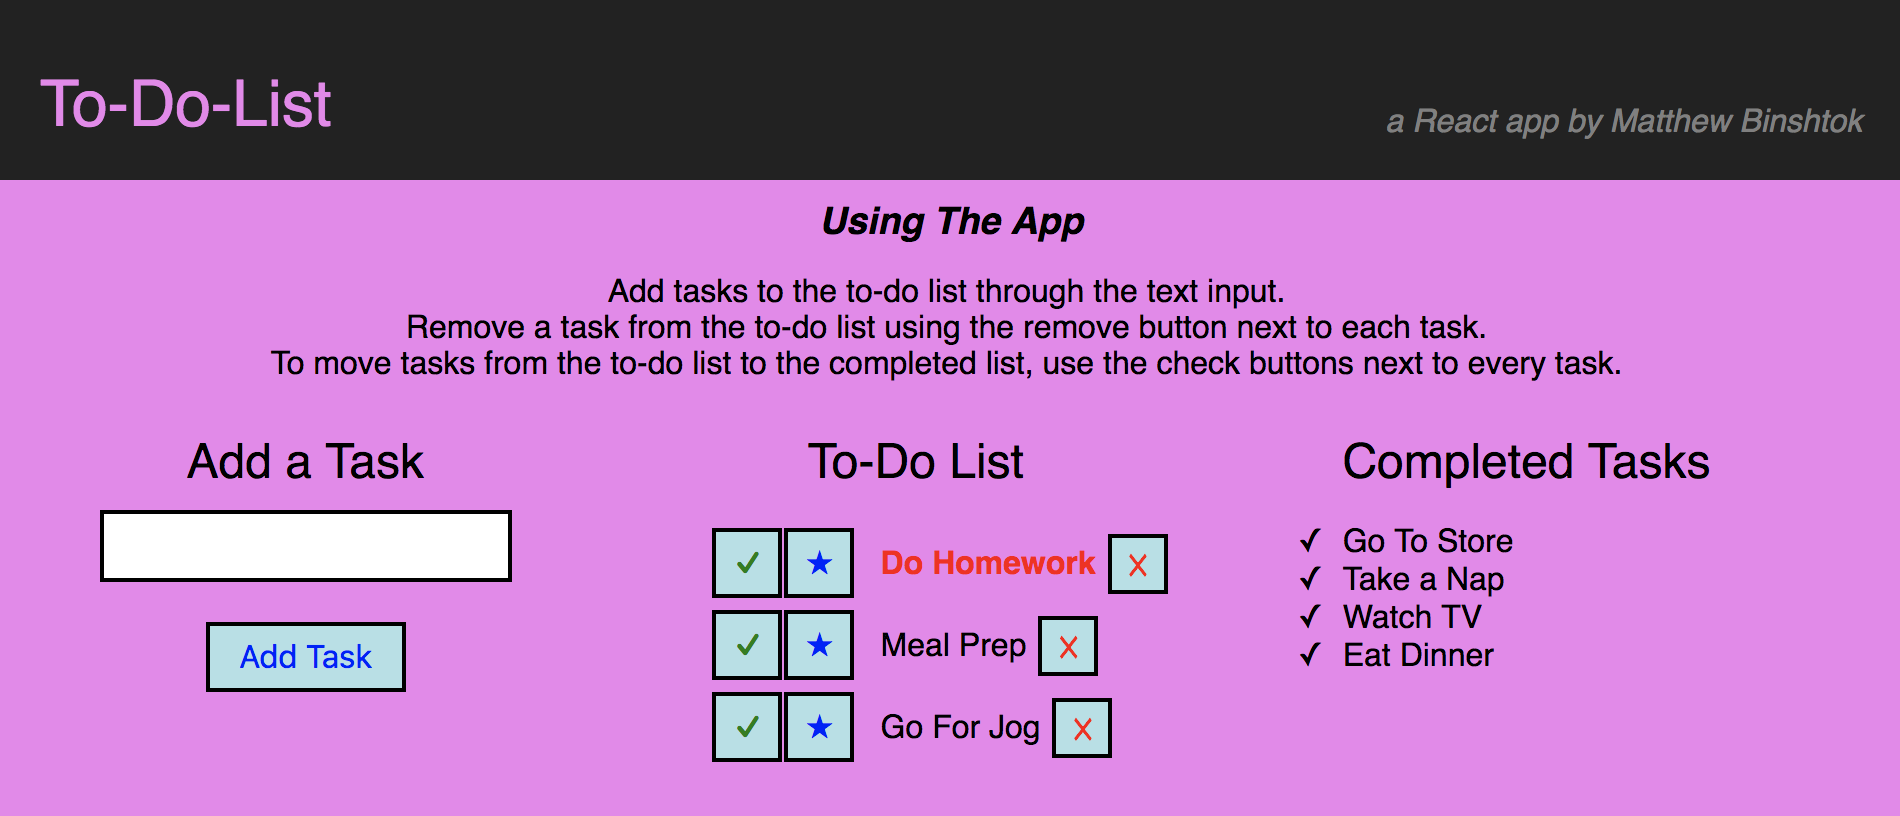 To-Do-List
a React app by Matthew Binshtok
Using The App
Add tasks to the to-do list through the text input.
Remove a task from the to-do list using the remove button next to each task.
To move tasks from the to-do list to the completed list, use the check buttons next to every task.
Add a Task
Add Task
To-Do List
✓ ★ Do Homework X
✓ ★ Meal Prep X
✓ ★ Go For Jog X
Completed Tasks
✓ Go To Store
✓ Take a Nap
✓ Watch TV
✓ Eat Dinner